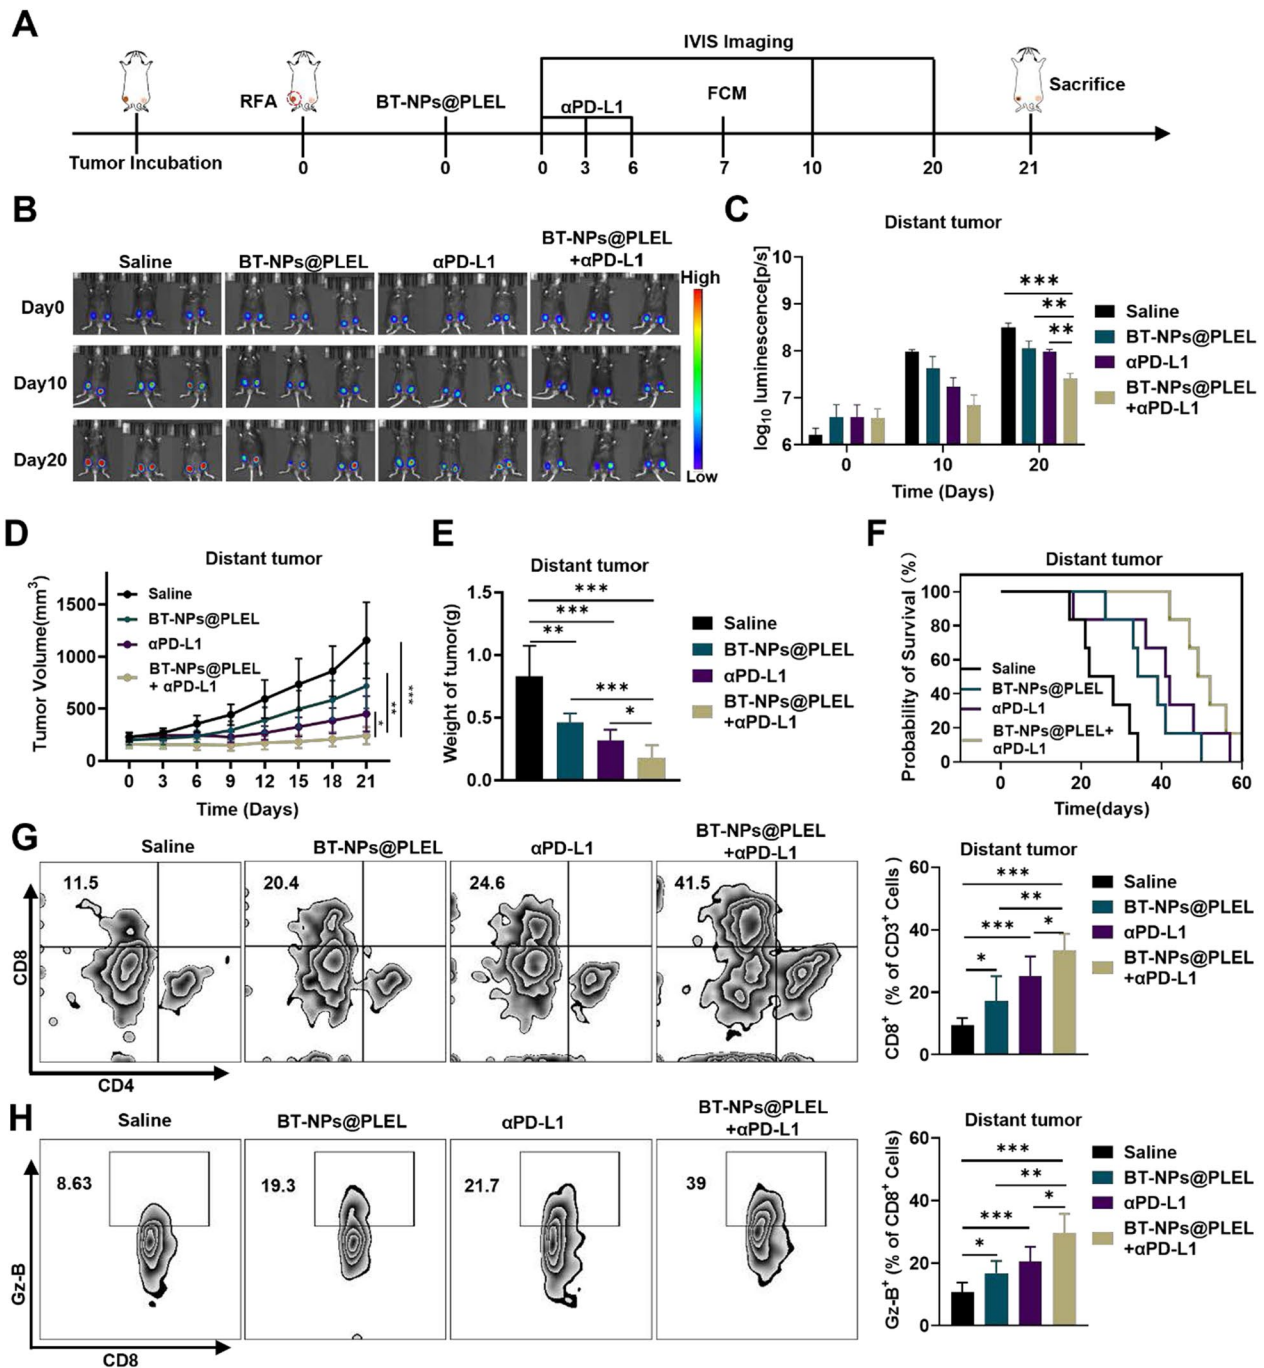 A
IVIS Imaging
RFA
BT-NPs@PLEL
αPD-L1
FCM
Sacrifice
Tumor Incubation
0
0
0
3
6
7
10
20
21
B
Saline
BT-NPs@PLEL
αPD-L1
BT-NPs@PLEL
+αPD-L1
High
Day0
Day10
Day20
Low
C
Distant tumor
log10 luminescence[p/s]
10
9
8
7
6
***
**
**
0
10
20
Time (Days)
Saline
BT-NPs@PLEL
αPD-L1
BT-NPs@PLEL
+αPD-L1
D
Distant tumor
Tumor Volume(mm3)
1500
1000
500
0
Saline
BT-NPs@PLEL
αPD-L1
BT-NPs@PLEL
+ αPD-L1
*
**
***
0 3 6 9 12 15 18 21
Time (Days)
E
Distant tumor
Weight of tumor(g)
1.5
1.0
0.5
0.0
***
***
**
***
*
Saline
BT-NPs@PLEL
αPD-L1
BT-NPs@PLEL
+αPD-L1
F
Distant tumor
Probability of Survival (%)
100
80
60
40
20
0
Saline
BT-NPs@PLEL
αPD-L1
BT-NPs@PLEL+
αPD-L1
0 20 40 60
Time(days)
G
Saline
BT-NPs@PLEL
αPD-L1
BT-NPs@PLEL
+αPD-L1
11.5
20.4
24.6
41.5
CD8
CD4
Distant tumor
CD8+ (% of CD3+ Cells )
60
40
20
0
***
**
***
*
*
Saline
BT-NPs@PLEL
αPD-L1
BT-NPs@PLEL
+αPD-L1
H
Saline
BT-NPs@PLEL
αPD-L1
BT-NPs@PLEL
+αPD-L1
8.63
19.3
21.7
39
Gz-B
CD8
Distant tumor
Gz-B+ (% of CD8+ Cells)
60
40
20
0
***
**
*
***
*
Saline
BT-NPs@PLEL
αPD-L1
BT-NPs@PLEL
+αPD-L1